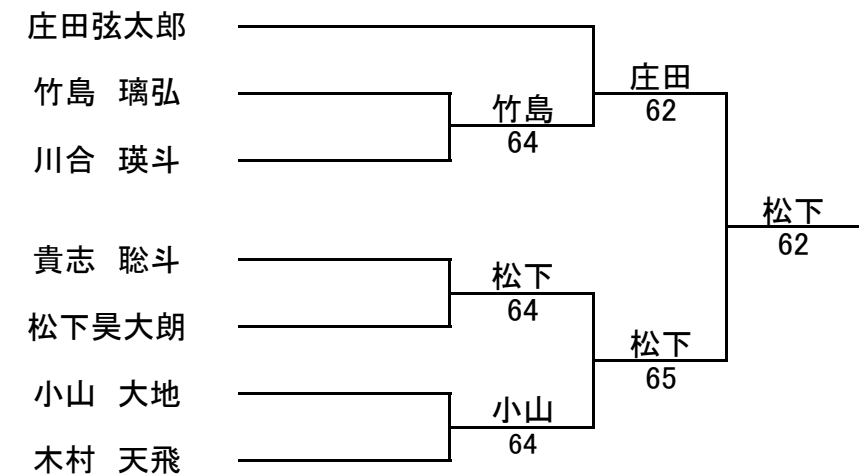 庄田弦太郎
竹島 璃弘
川合 瑛斗
貴志 聡斗
松下昊大朗
小山 大地
木村 天飛
竹島
64
松下
64
小山
64
庄田
62
松下
65
松下
62